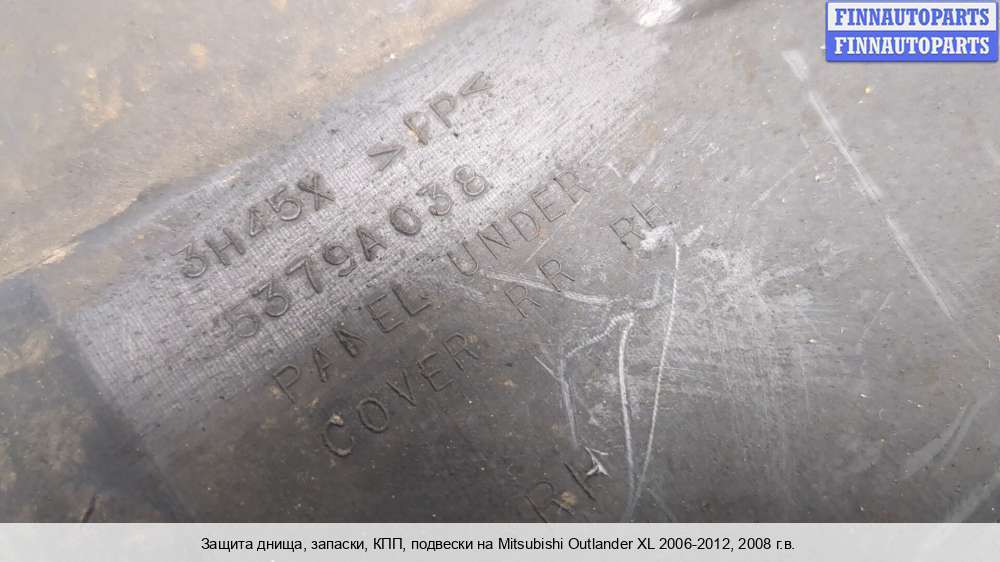 FINNAUTOPARTS
FINNAUTOPARTS
3H45X >PP<
5379A038
PANEL UNDER
COVER RR RF
RH
Защита днища, запаски, КПП, подвески на Mitsubishi Outlander XL 2006-2012, 2008 г.в.